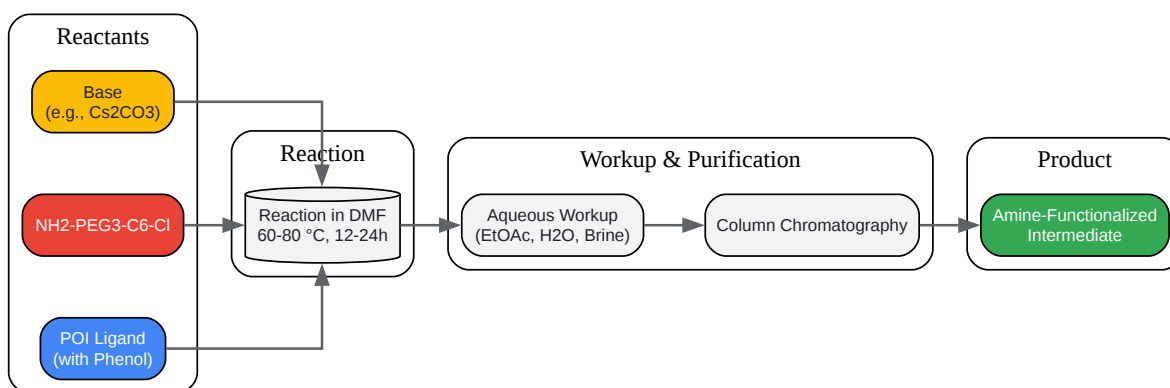 Reactants
Base
(e.g., Cs2CO3)
NH2-PEG3-C6-Cl
POI Ligand
(with Phenol)
Reaction
Reaction in DMF
60-80 °C, 12-24h
Workup & Purification
Aqueous Workup
(EtOAc, H2O, Brine)
Column Chromatography
Product
Amine-Functionalized
Intermediate